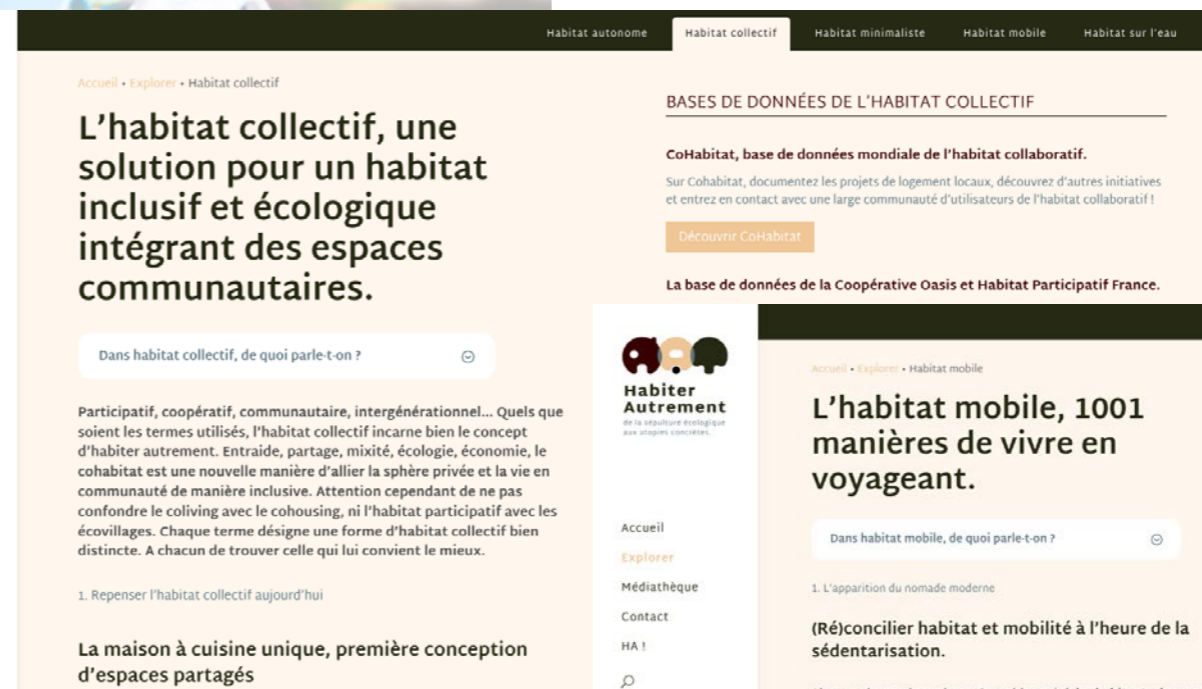 Habitat autonome Habitat collectif Habitat minimaliste Habitat mobile Habitat sur l'eau
Accueil • Explorer • Habitat collectif
L'habitat collectif, une
solution pour un habitat
inclusif et écologique
intégrant des espaces
communautaires.
Dans habitat collectif, de quoi parle-t-on ?
Participatif, coopératif, communautaire, intergénérationnel... Quels que
soient les termes utilisés, l'habitat collectif incarne bien le concept
d'habiter autrement. Entraide, partage, mixité, écologie, économie, le
cohabitat est une nouvelle manière d'allier la sphère privée et la vie en
communauté de manière inclusive. Attention cependant de ne pas
confondre le coliving avec le cohousing, ni l'habitat participatif avec les
écovillages. Chaque terme désigne une forme d'habitat collectif bien
distincte. A chacun de trouver celle qui lui convient le mieux.
1. Repenser l'habitat collectif aujourd'hui
La maison à cuisine unique, première conception
d'espaces partagés
BASES DE DONNÉES DE L'HABITAT COLLECTIF
CoHabitat, base de données mondiale de l'habitat collaboratif.
Sur Cohabitat, documentez les projets de logement locaux, découvrez d'autres initiatives
et entrez en contact avec une large communauté d'utilisateurs de l'habitat collaboratif !
Découvrir CoHabitat
La base de données de la Coopérative Oasis et Habitat Participatif France.
Habiter
Autrement
de la sépulture écologique
aux utopies concrètes.
Accueil
Explorer
Médiathèque
Contact
HA !
Accueil • Explorer • Habitat mobile
L'habitat mobile, 1001
manières de vivre en
voyageant.
Dans habitat mobile, de quoi parle-t-on ?
1. L'apparition du nomade moderne
(Ré)concilier habitat et mobilité à l'heure de la
sédentarisation.